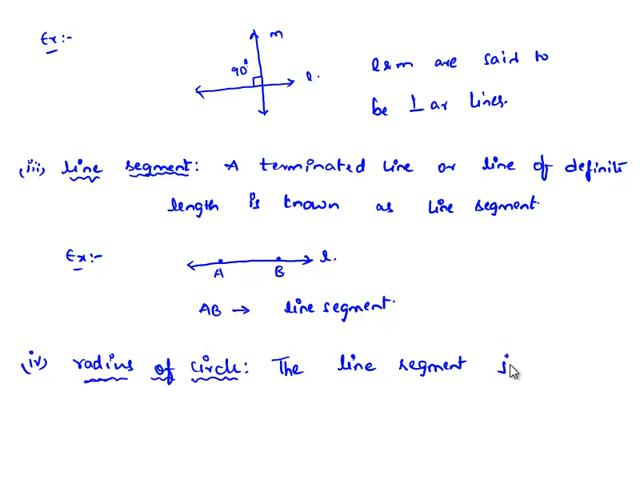 Ex:-
m
90°
l.
l & m are said to
be ⊥ar lines.
(iii) line segment: A terminated line or line of definite
length is known as line segment.
Ex:-
A B l.
AB → line segment.
(iv) radius of circle: The line segment